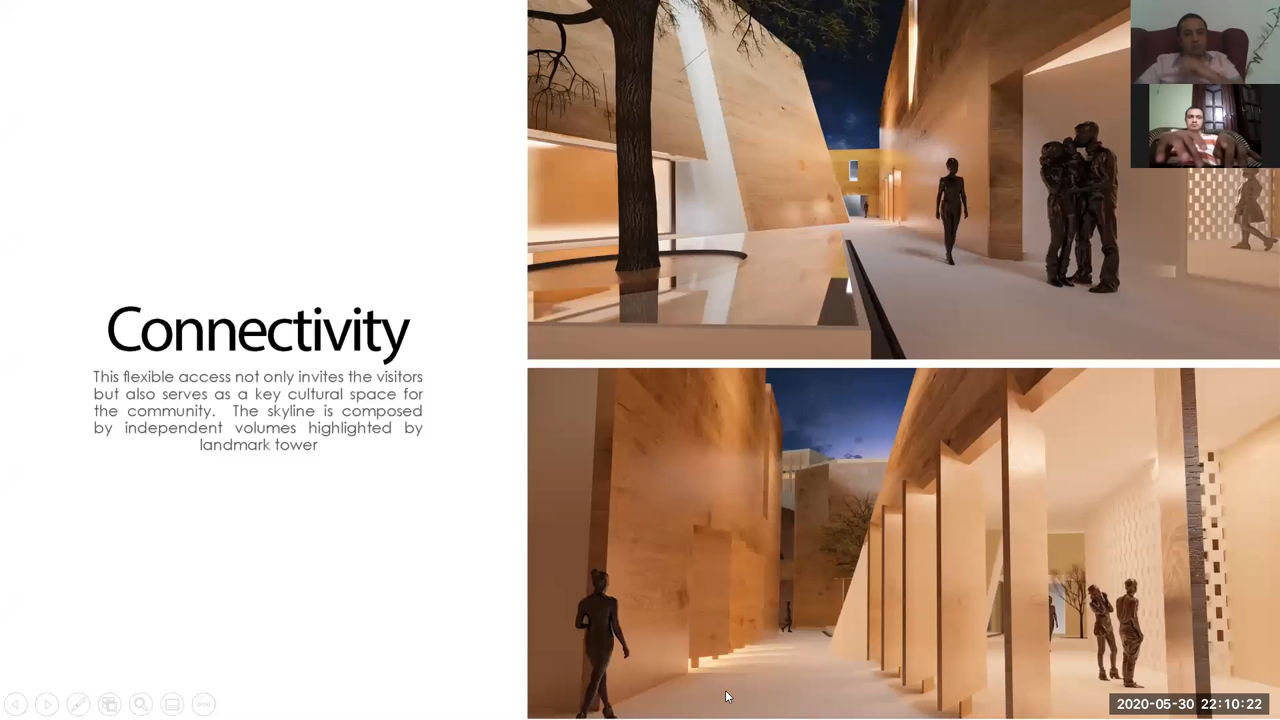 Connectivity
This flexible access not only invites the visitors
but also serves as a key cultural space for
the community. The skyline is composed
by independent volumes highlighted by
landmark tower
2020-05-30 22:10:22